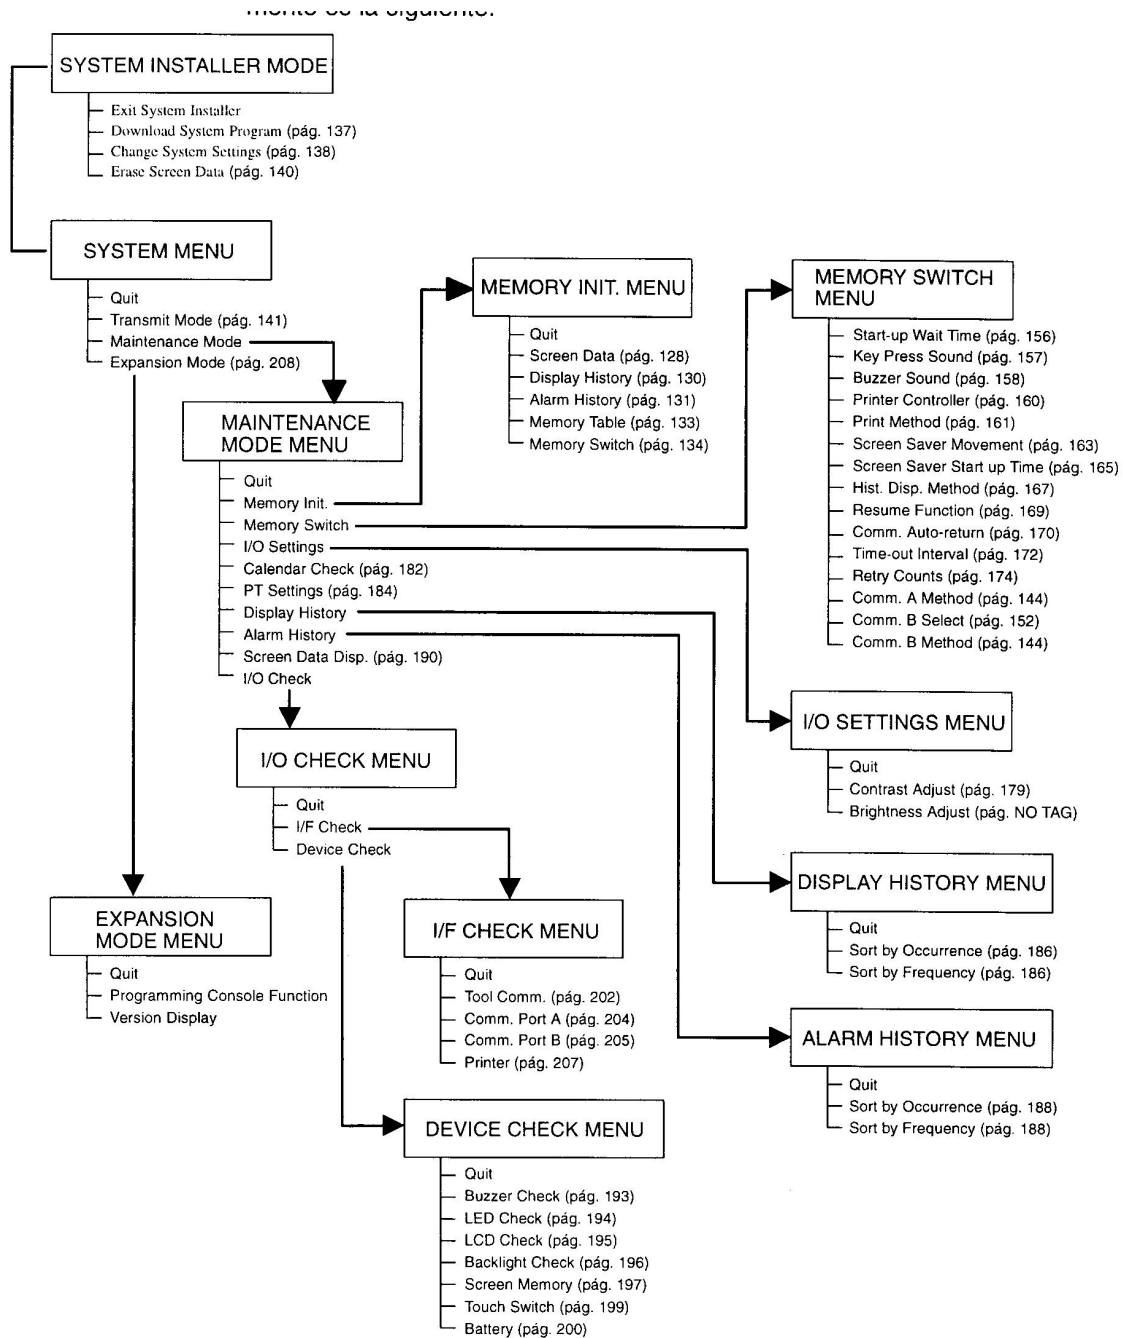 mento es la siguiente:
SYSTEM INSTALLER MODE
Exit System Installer
Download System Program (pág. 137)
Change System Settings (pág. 138)
Erase Screen Data (pág. 140)
SYSTEM MENU
Quit
Transmit Mode (pág. 141)
Maintenance Mode
Expansion Mode (pág. 208)
MAINTENANCE
MODE MENU
Quit
Memory Init.
Memory Switch
I/O Settings
Calendar Check (pág. 182)
PT Settings (pág. 184)
Display History
Alarm History
Screen Data Disp. (pág. 190)
I/O Check
MEMORY INIT. MENU
Quit
Screen Data (pág. 128)
Display History (pág. 130)
Alarm History (pág. 131)
Memory Table (pág. 133)
Memory Switch (pág. 134)
MEMORY SWITCH
MENU
Start-up Wait Time (pág. 156)
Key Press Sound (pág. 157)
Buzzer Sound (pág. 158)
Printer Controller (pág. 160)
Print Method (pág. 161)
Screen Saver Movement (pág. 163)
Screen Saver Start up Time (pág. 165)
Hist. Disp. Method (pág. 167)
Resume Function (pág. 169)
Comm. Auto-return (pág. 170)
Time-out Interval (pág. 172)
Retry Counts (pág. 174)
Comm. A Method (pág. 144)
Comm. B Select (pág. 152)
Comm. B Method (pág. 144)
I/O SETTINGS MENU
Quit
Contrast Adjust (pág. 179)
Brightness Adjust (pág. NO TAG)
I/O CHECK MENU
Quit
I/F Check
Device Check
DISPLAY HISTORY MENU
Quit
Sort by Occurrence (pág. 186)
Sort by Frequency (pág. 186)
EXPANSION
MODE MENU
Quit
Programming Console Function
Version Display
I/F CHECK MENU
Quit
Tool Comm. (pág. 202)
Comm. Port A (pág. 204)
Comm. Port B (pág. 205)
Printer (pág. 207)
ALARM HISTORY MENU
Quit
Sort by Occurrence (pág. 188)
Sort by Frequency (pág. 188)
DEVICE CHECK MENU
Quit
Buzzer Check (pág. 193)
LED Check (pág. 194)
LCD Check (pág. 195)
Backlight Check (pág. 196)
Screen Memory (pág. 197)
Touch Switch (pág. 199)
Battery (pág. 200)